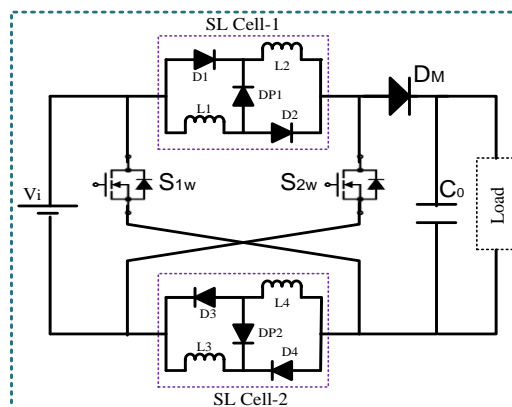 SL Cell-1
D1
L2
DP1
L1
D2
DM
S1w
S2w
Vi
C0
Load
D3
L4
DP2
L3
D4
SL Cell-2